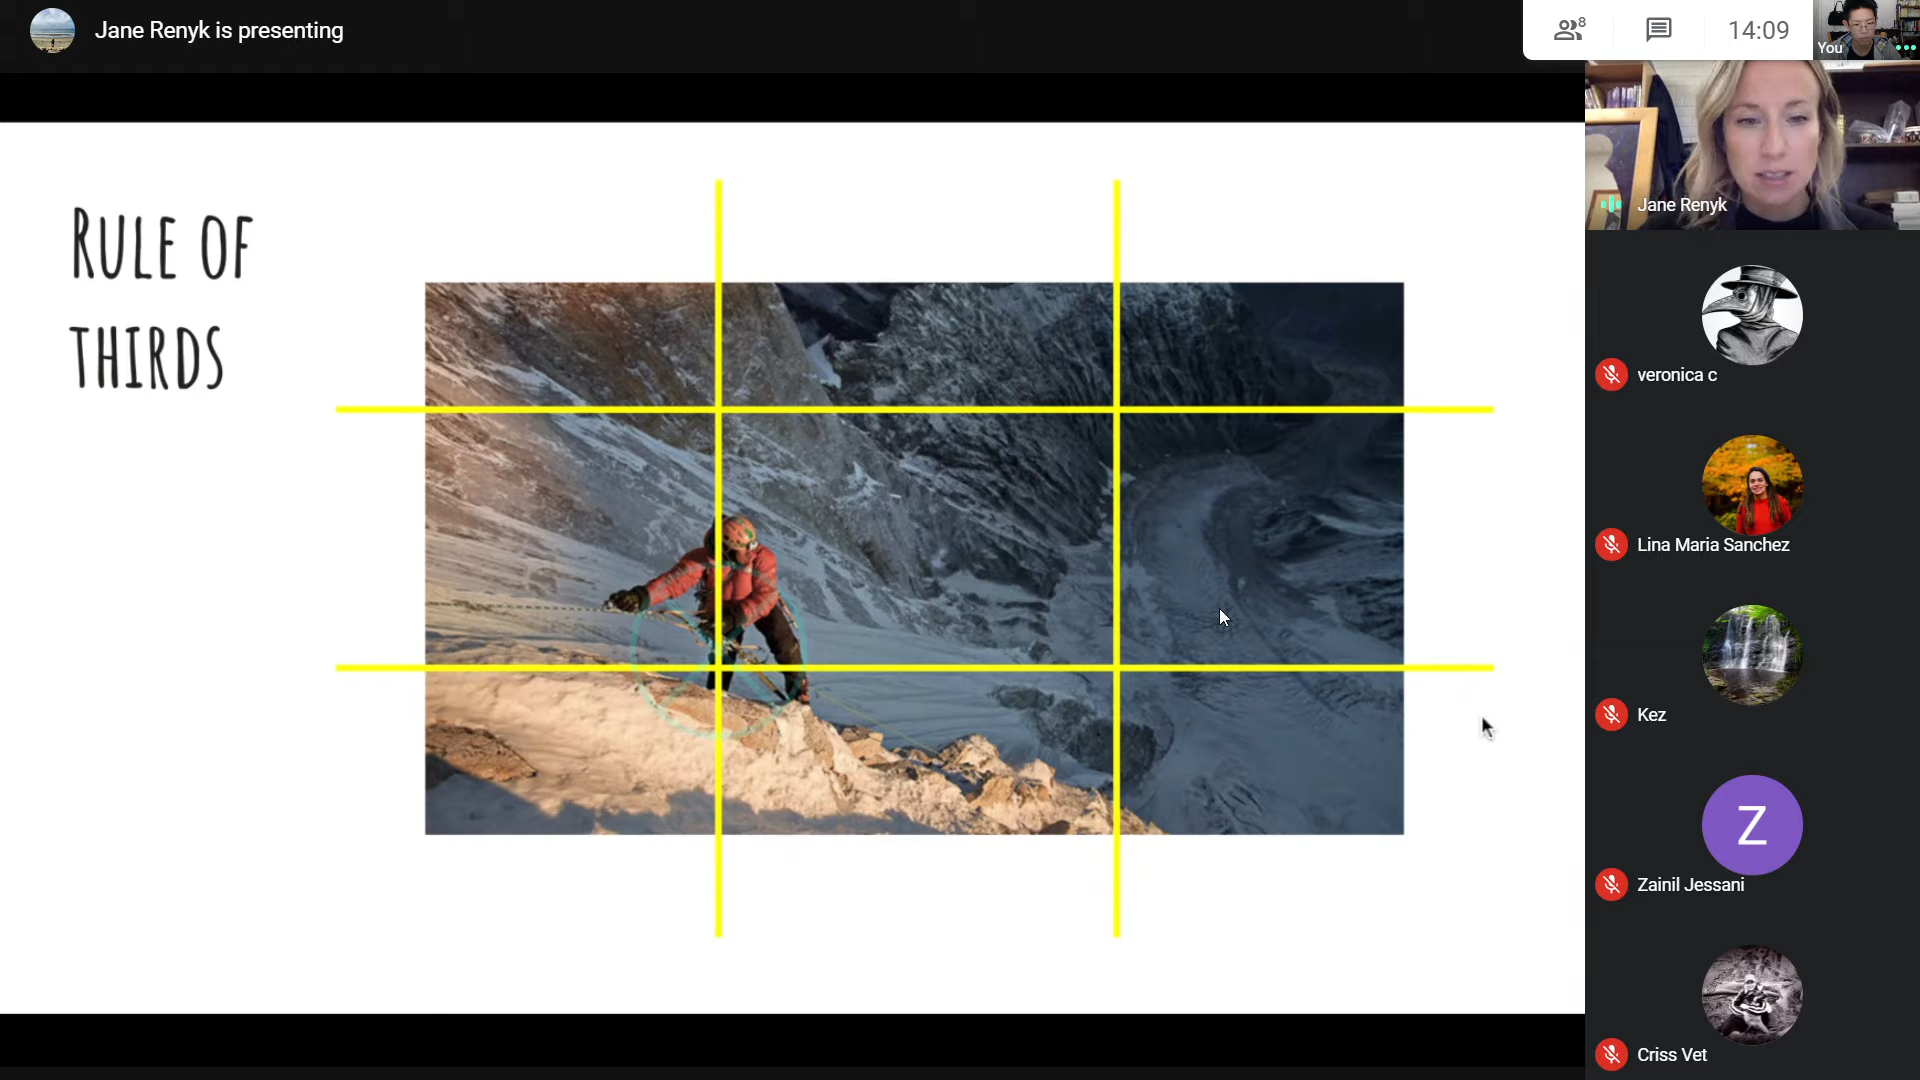 Jane Renyk is presenting
8
14:09
You
RULE OF
THIRDS
Jane Renyk
veronica c
Lina Maria Sanchez
Kez
Z
Zainil Jessani
Criss Vet